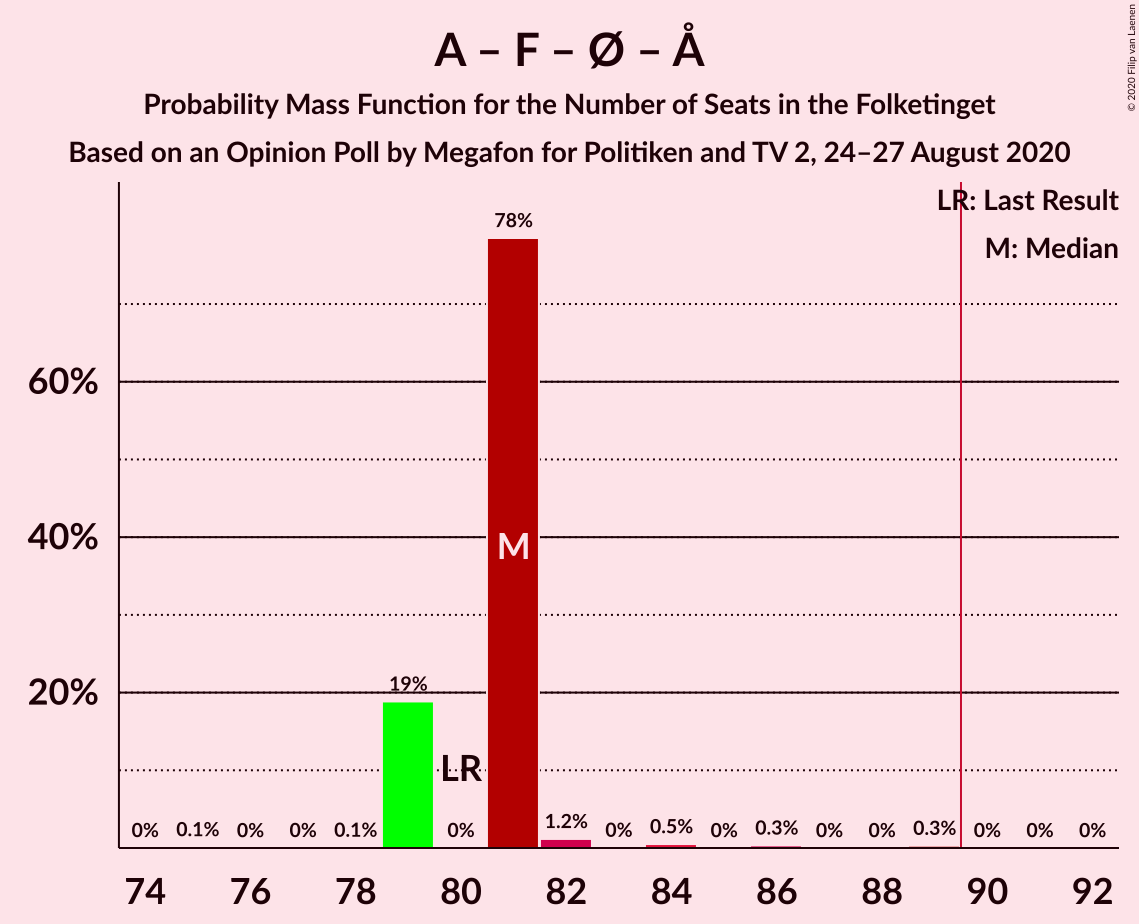 A – F – Ø – Å
Probability Mass Function for the Number of Seats in the Folketinget
Based on an Opinion Poll by Megafon for Politiken and TV 2, 24–27 August 2020
© 2020 Filip van Laenen
LR: Last Result
M: Median
78%
60%
40%
M
20%
19%
LR
0% 0.1% 0% 0% 0.1% 0% 1.2% 0% 0.5% 0% 0.3% 0% 0% 0.3% 0% 0% 0%
74 76 78 80 82 84 86 88 90 92